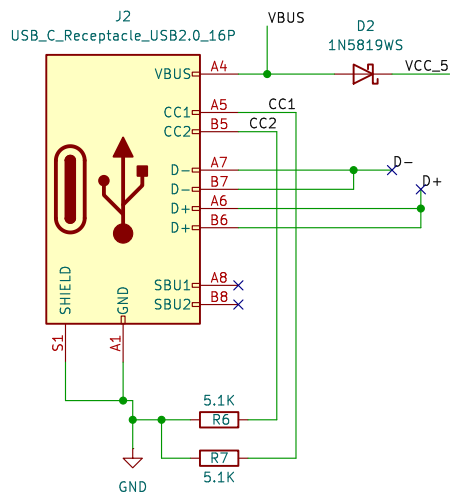 J2
USB_C_Receptacle_USB2.0_16P
VBUS
D2
1N5819WS
VCC_5
VBUS
A4
CC1
A5
CC1
CC2
B5
CC2
D-
A7
D-
D-
B7
D+
D+
A6
D+
B6
SBU1
A8
SBU2
B8
SHIELD
GND
S1
A1
5.1K
R6
R7
5.1K
GND